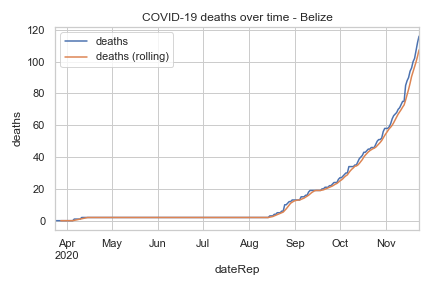 COVID-19 deaths over time - Belize
deaths
deaths (rolling)
deaths
120
100
80
60
40
20
0
Apr May Jun Jul Aug Sep Oct Nov
2020
dateRep